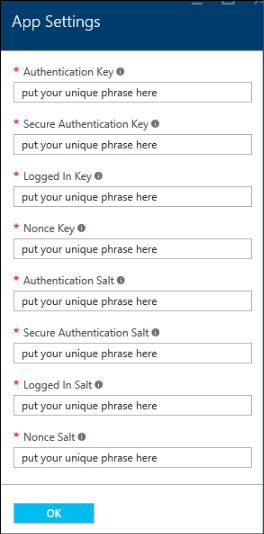 App Settings
* Authentication Key
put your unique phrase here
* Secure Authentication Key
put your unique phrase here
* Logged In Key
put your unique phrase here
* Nonce Key
put your unique phrase here
* Authentication Salt
put your unique phrase here
* Secure Authentication Salt
put your unique phrase here
* Logged In Salt
put your unique phrase here
* Nonce Salt
put your unique phrase here
OK